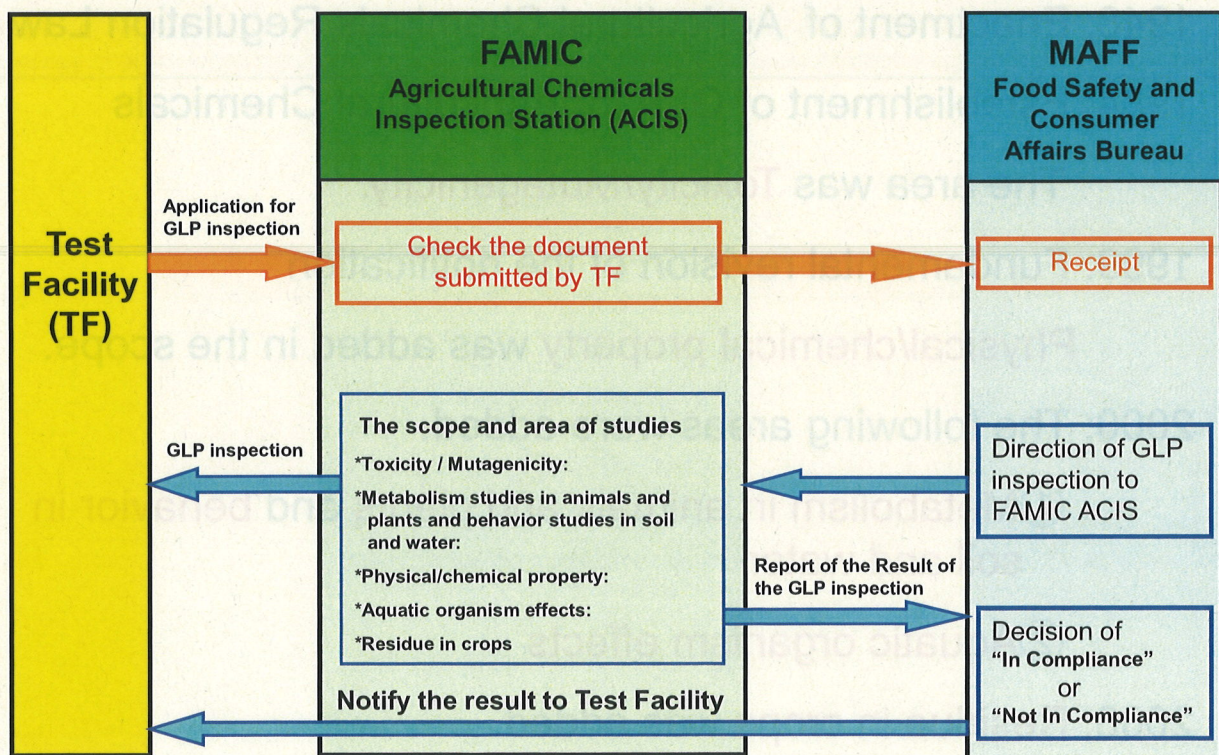 FAMIC
Agricultural Chemicals
Inspection Station (ACIS)
MAFF
Food Safety and
Consumer
Affairs Bureau
Test
Facility
(TF)
Application for
GLP inspection
Check the document
submitted by TF
Receipt
GLP inspection
The scope and area of studies
*Toxicity / Mutagenicity:
*Metabolism studies in animals and
plants and behavior studies in soil
and water:
*Physical/chemical property:
*Aquatic organism effects:
*Residue in crops
Direction of GLP
inspection to
FAMIC ACIS
Report of the Result of
the GLP inspection
Decision of
“In Compliance”
or
“Not In Compliance”
Notify the result to Test Facility